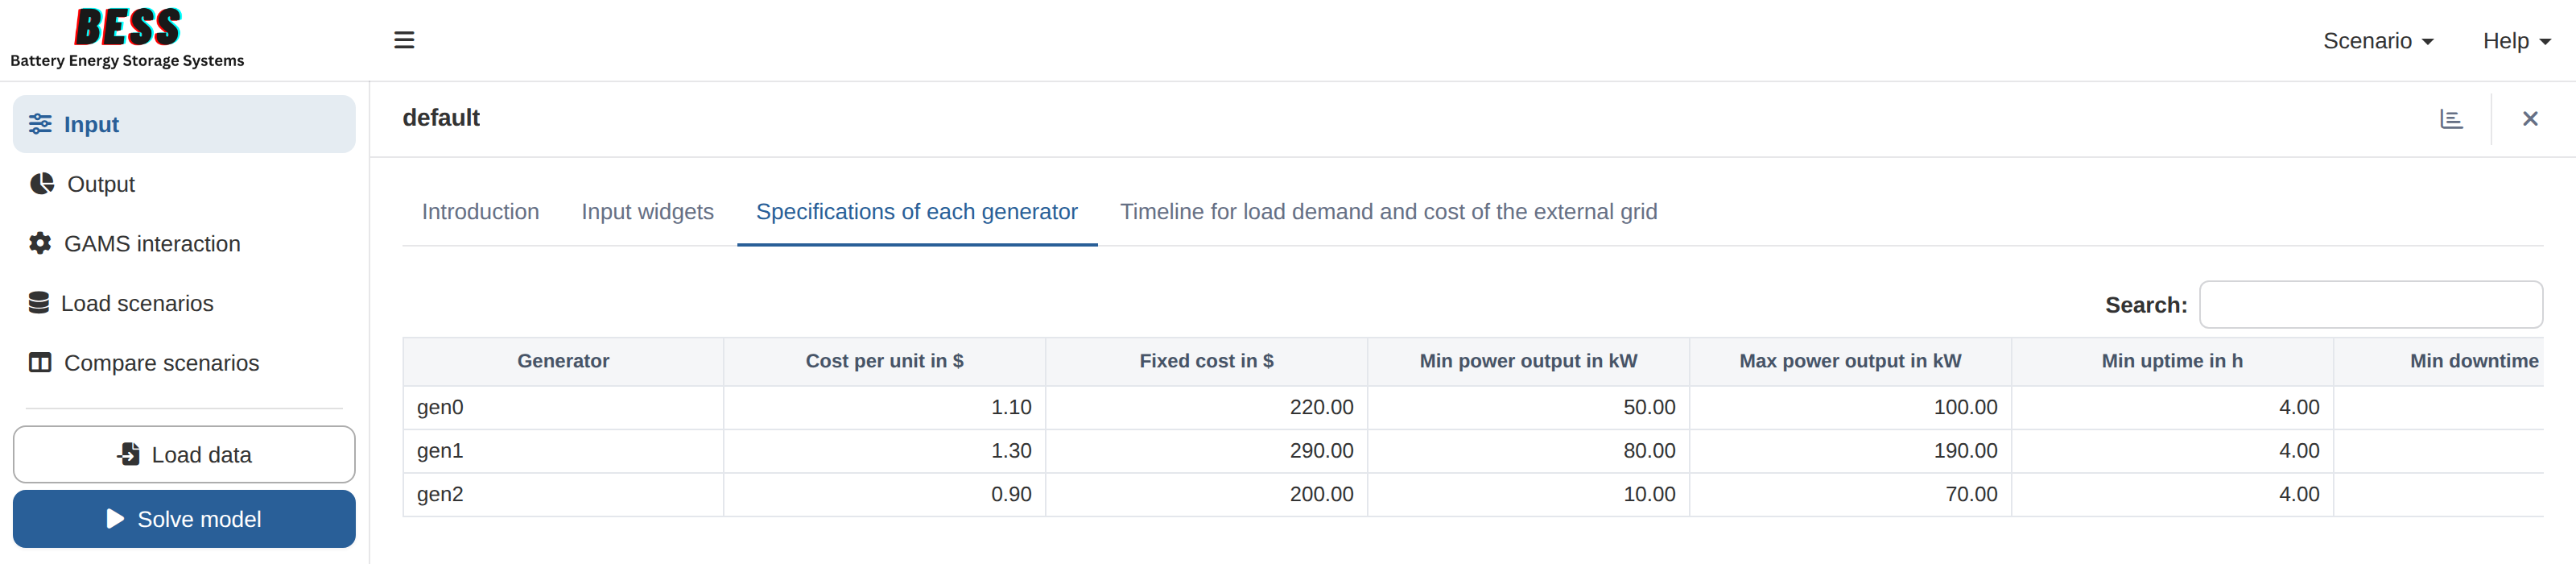 BESS
Battery Energy Storage Systems
Scenario Help
Input
Output
GAMS interaction
Load scenarios
Compare scenarios
Load data
Solve model
default
Introduction Input widgets Specifications of each generator Timeline for load demand and cost of the external grid
Search:
Generator Cost per unit in $ Fixed cost in $ Min power output in kW Max power output in kW Min uptime in h Min downtime
gen0 1.10 220.00 50.00 100.00 4.00
gen1 1.30 290.00 80.00 190.00 4.00
gen2 0.90 200.00 10.00 70.00 4.00